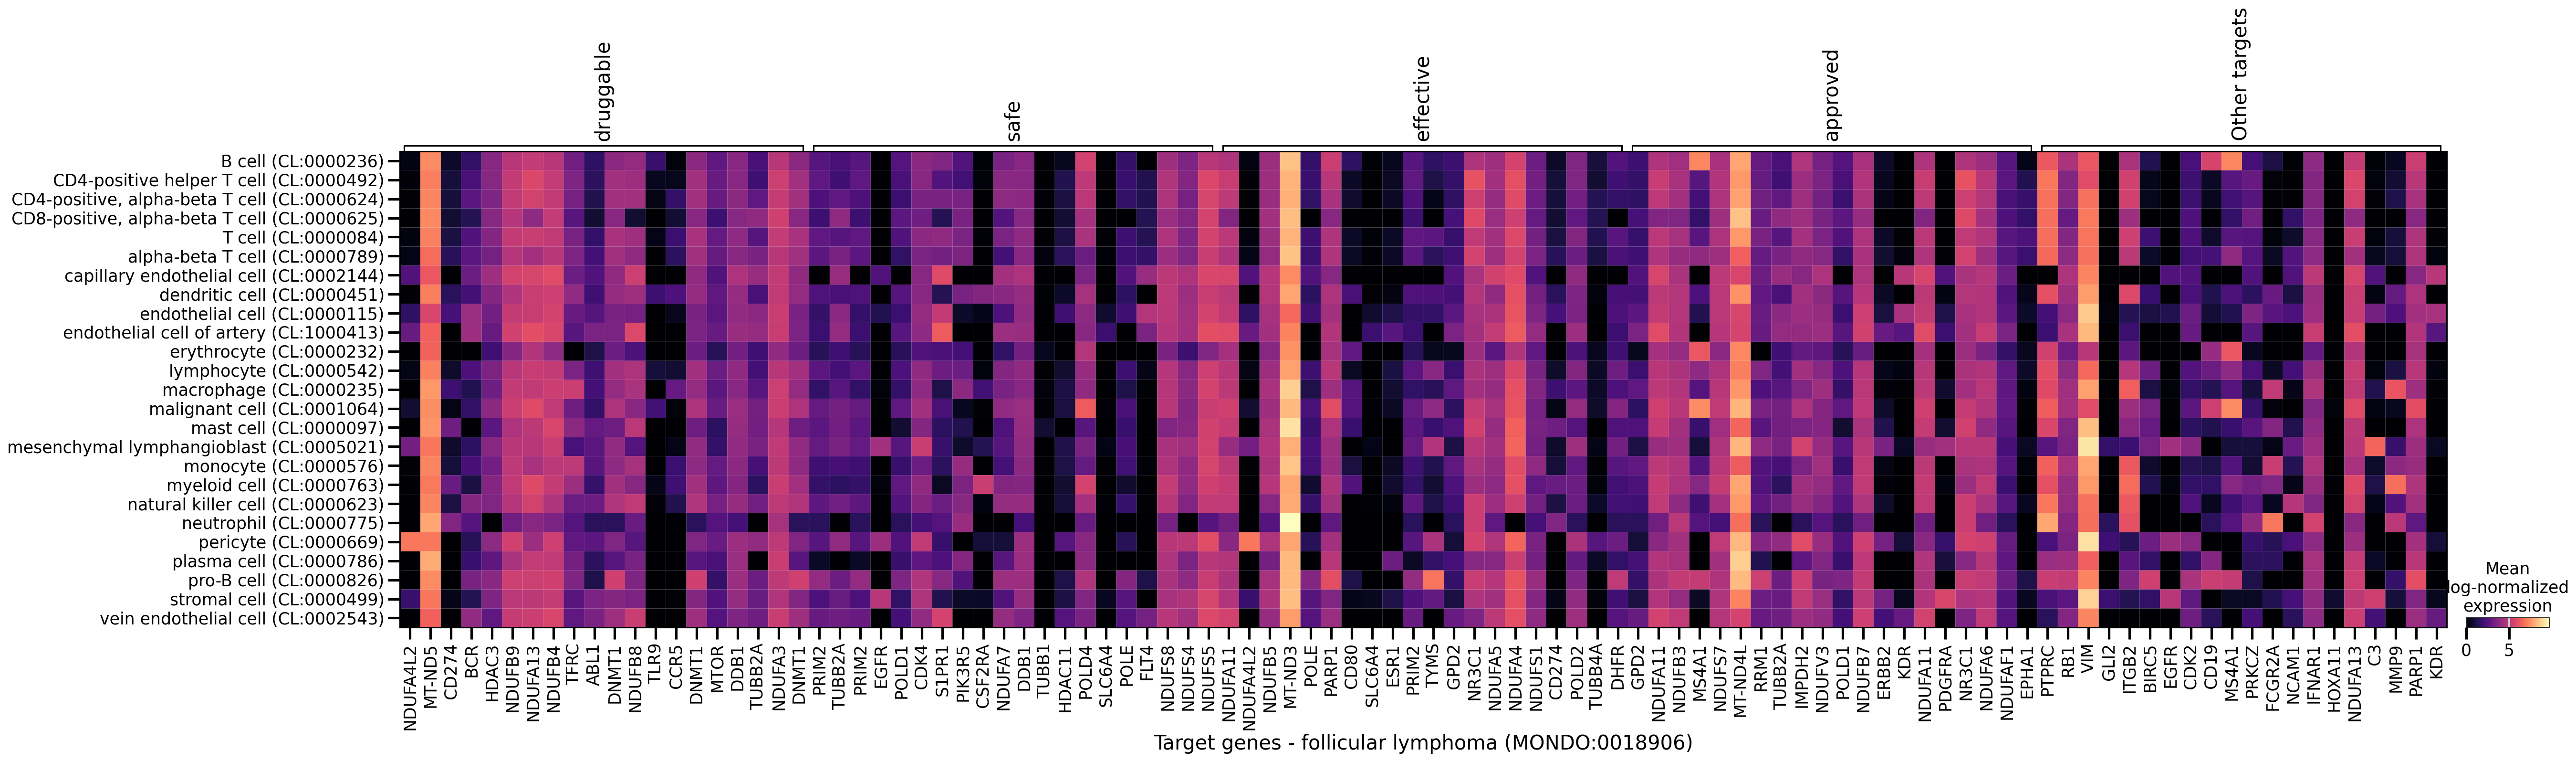 druggable
safe
effective
approved
Other targets
B cell (CL:0000236)
CD4-positive helper T cell (CL:0000492)
CD4-positive, alpha-beta T cell (CL:0000624)
CD8-positive, alpha-beta T cell (CL:0000625)
T cell (CL:0000084)
alpha-beta T cell (CL:0000789)
capillary endothelial cell (CL:0002144)
dendritic cell (CL:0000451)
endothelial cell (CL:0000115)
endothelial cell of artery (CL:1000413)
erythrocyte (CL:0000232)
lymphocyte (CL:0000542)
macrophage (CL:0000235)
malignant cell (CL:0001064)
mast cell (CL:0000097)
mesenchymal lymphangioblast (CL:0005021)
monocyte (CL:0000576)
myeloid cell (CL:0000763)
natural killer cell (CL:0000623)
neutrophil (CL:0000775)
pericyte (CL:0000669)
plasma cell (CL:0000786)
pro-B cell (CL:0000826)
stromal cell (CL:0000499)
vein endothelial cell (CL:0002543)
NDUFA4L2
MT-ND5
CD274
BCR
HDAC3
NDUFB9
NDUFA13
NDUFB4
TFRC
ABL1
DNMT1
NDUFB8
TLR9
CCR5
DNMT1
MTOR
DDB1
TUBB2A
NDUFA3
DNMT1
PRIM2
TUBB2A
PRIM2
EGFR
POLD1
CDK4
S1PR1
PIK3R5
CSF2RA
NDUFA7
DDB1
TUBB1
HDAC11
POLD4
SLC6A4
POLE
FLT4
NDUFS8
NDUFS4
NDUFS5
NDUFA11
NDUFA4L2
NDUFB5
MT-ND3
POLE
PARP1
CD80
SLC6A4
ESR1
PRIM2
TYMS
GPD2
NR3C1
NDUFA5
NDUFA4
NDUFS1
CD274
POLD2
TUBB4A
DHFR
GPD2
NDUFA11
NDUFB3
MS4A1
NDUFS7
MT-ND4L
RRM1
TUBB2A
IMPDH2
NDUFV3
POLD1
NDUFB7
ERBB2
KDR
NDUFA11
PDGFRA
NR3C1
NDUFA6
NDUFAF1
EPHA1
PTPRC
RB1
VIM
GLI2
ITGB2
BIRC5
EGFR
CDK2
CD19
MS4A1
PRKCZ
FCGR2A
NCAM1
IFNAR1
HOXA11
NDUFA13
C3
MMP9
PARP1
KDR
Target genes - follicular lymphoma (MONDO:0018906)
Mean
log-normalized
expression
0 5